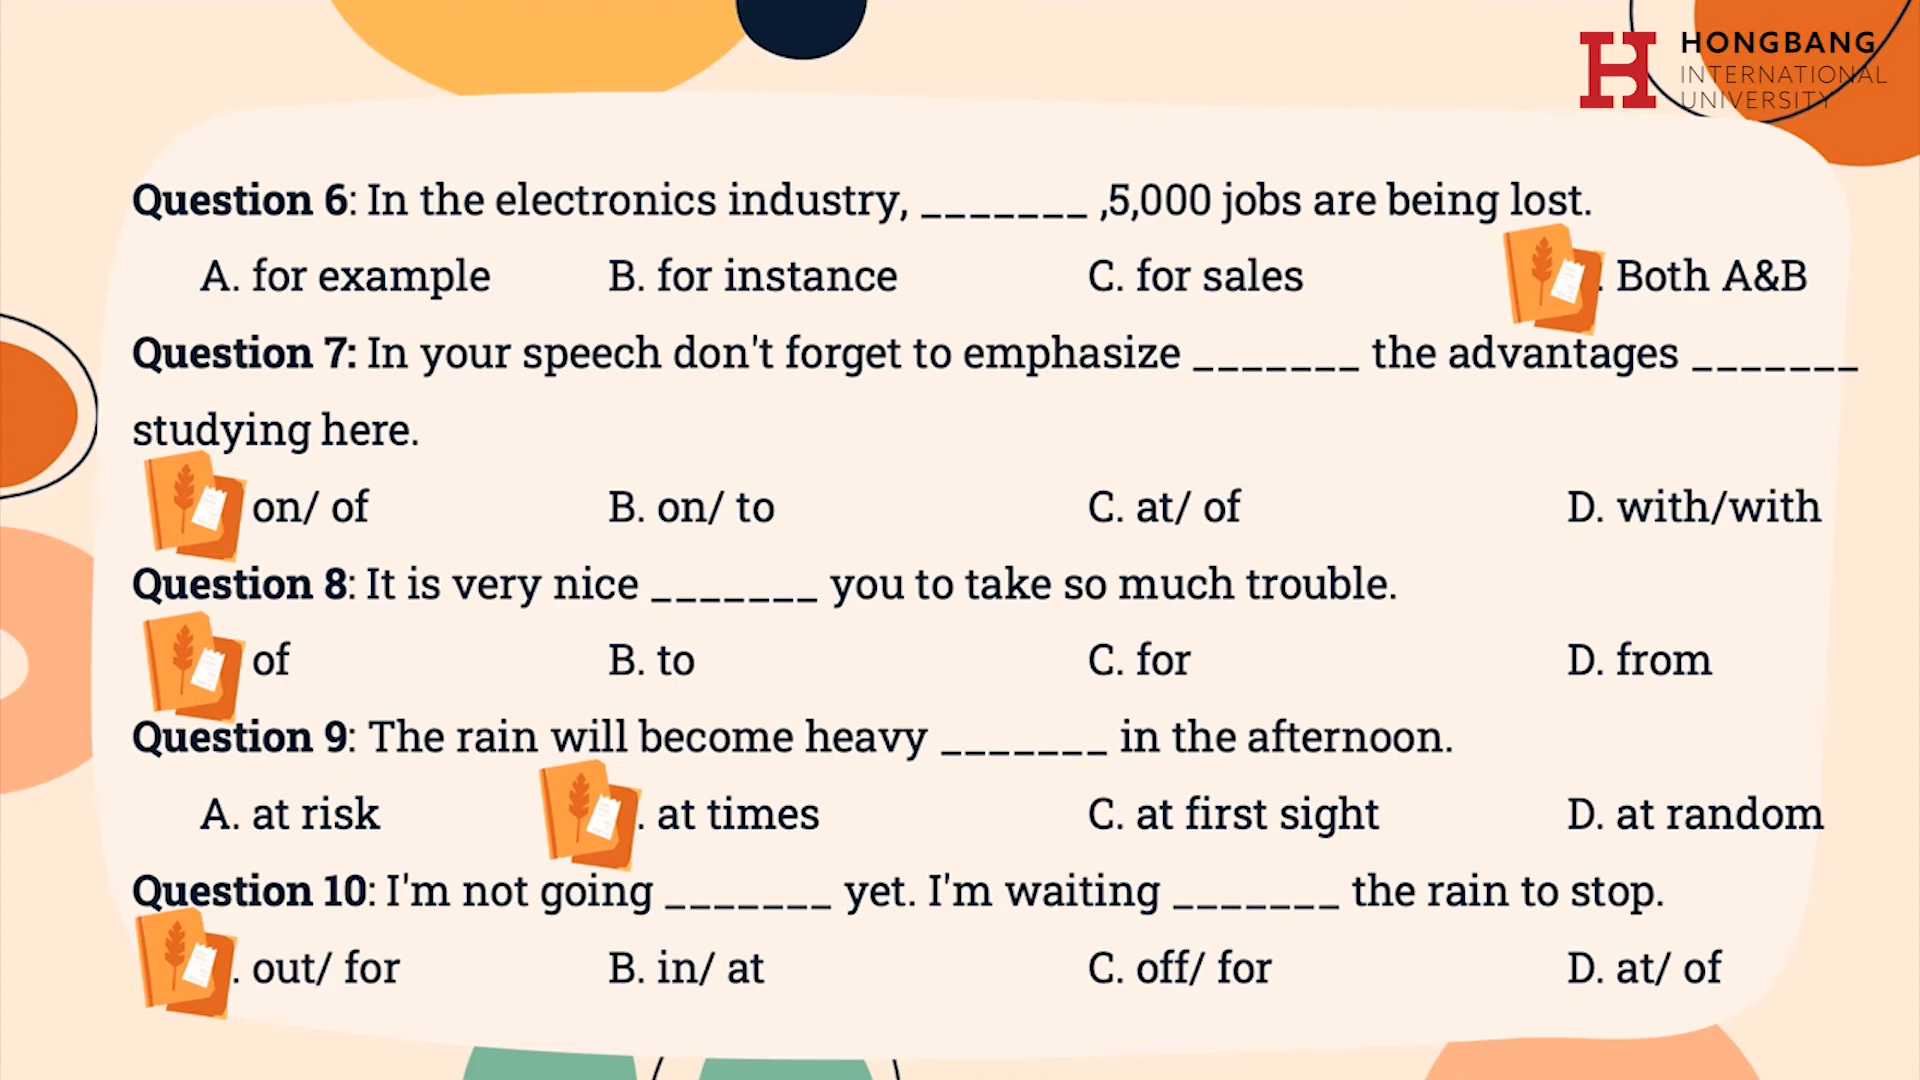 HONGBANG
INTERNATIONAL
UNIVERSITY
Question 6: In the electronics industry, _______ ,5,000 jobs are being lost.
A. for example B. for instance C. for sales . Both A&B
Question 7: In your speech don't forget to emphasize _______ the advantages _______
studying here.
on/ of B. on/ to C. at/ of D. with/with
Question 8: It is very nice _______ you to take so much trouble.
of B. to C. for D. from
Question 9: The rain will become heavy _______ in the afternoon.
A. at risk . at times C. at first sight D. at random
Question 10: I'm not going _______ yet. I'm waiting _______ the rain to stop.
. out/ for B. in/ at C. off/ for D. at/ of